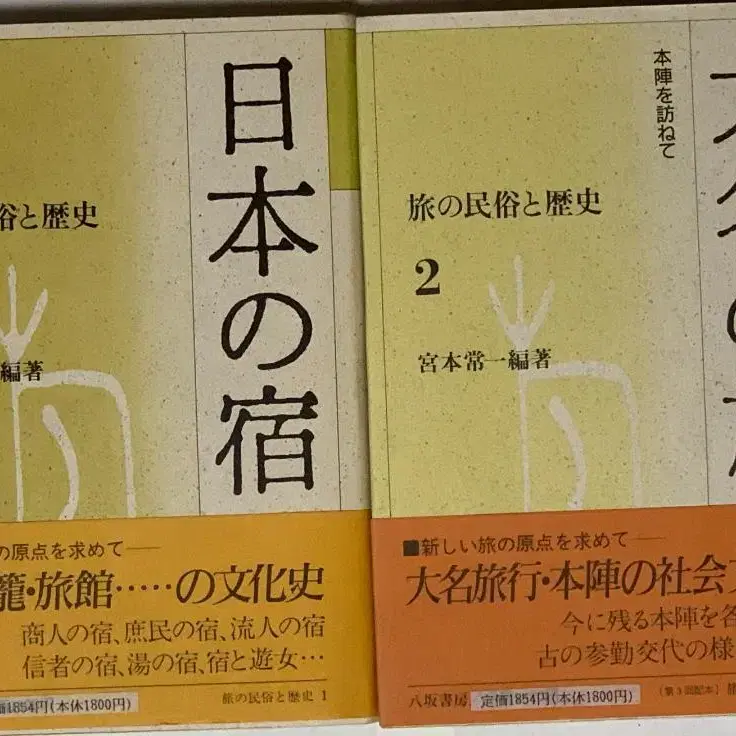 日本の宿
俗と歴史
編著
の原点を求めて──
籠・旅館……の文化史
商人の宿、庶民の宿、流人の宿
信者の宿、湯の宿、宿と遊女…
価1854円(本体1800円)
旅の民俗と歴史 1
本陣を訪ねて
旅の民俗と歴史
2
宮本常一編著
■新しい旅の原点を求めて──
大名旅行・本陣の社会
今に残る本陣を各
古の参勤交代の様
八坂書房
定価1854円(本体1800円)
(第3回配本)